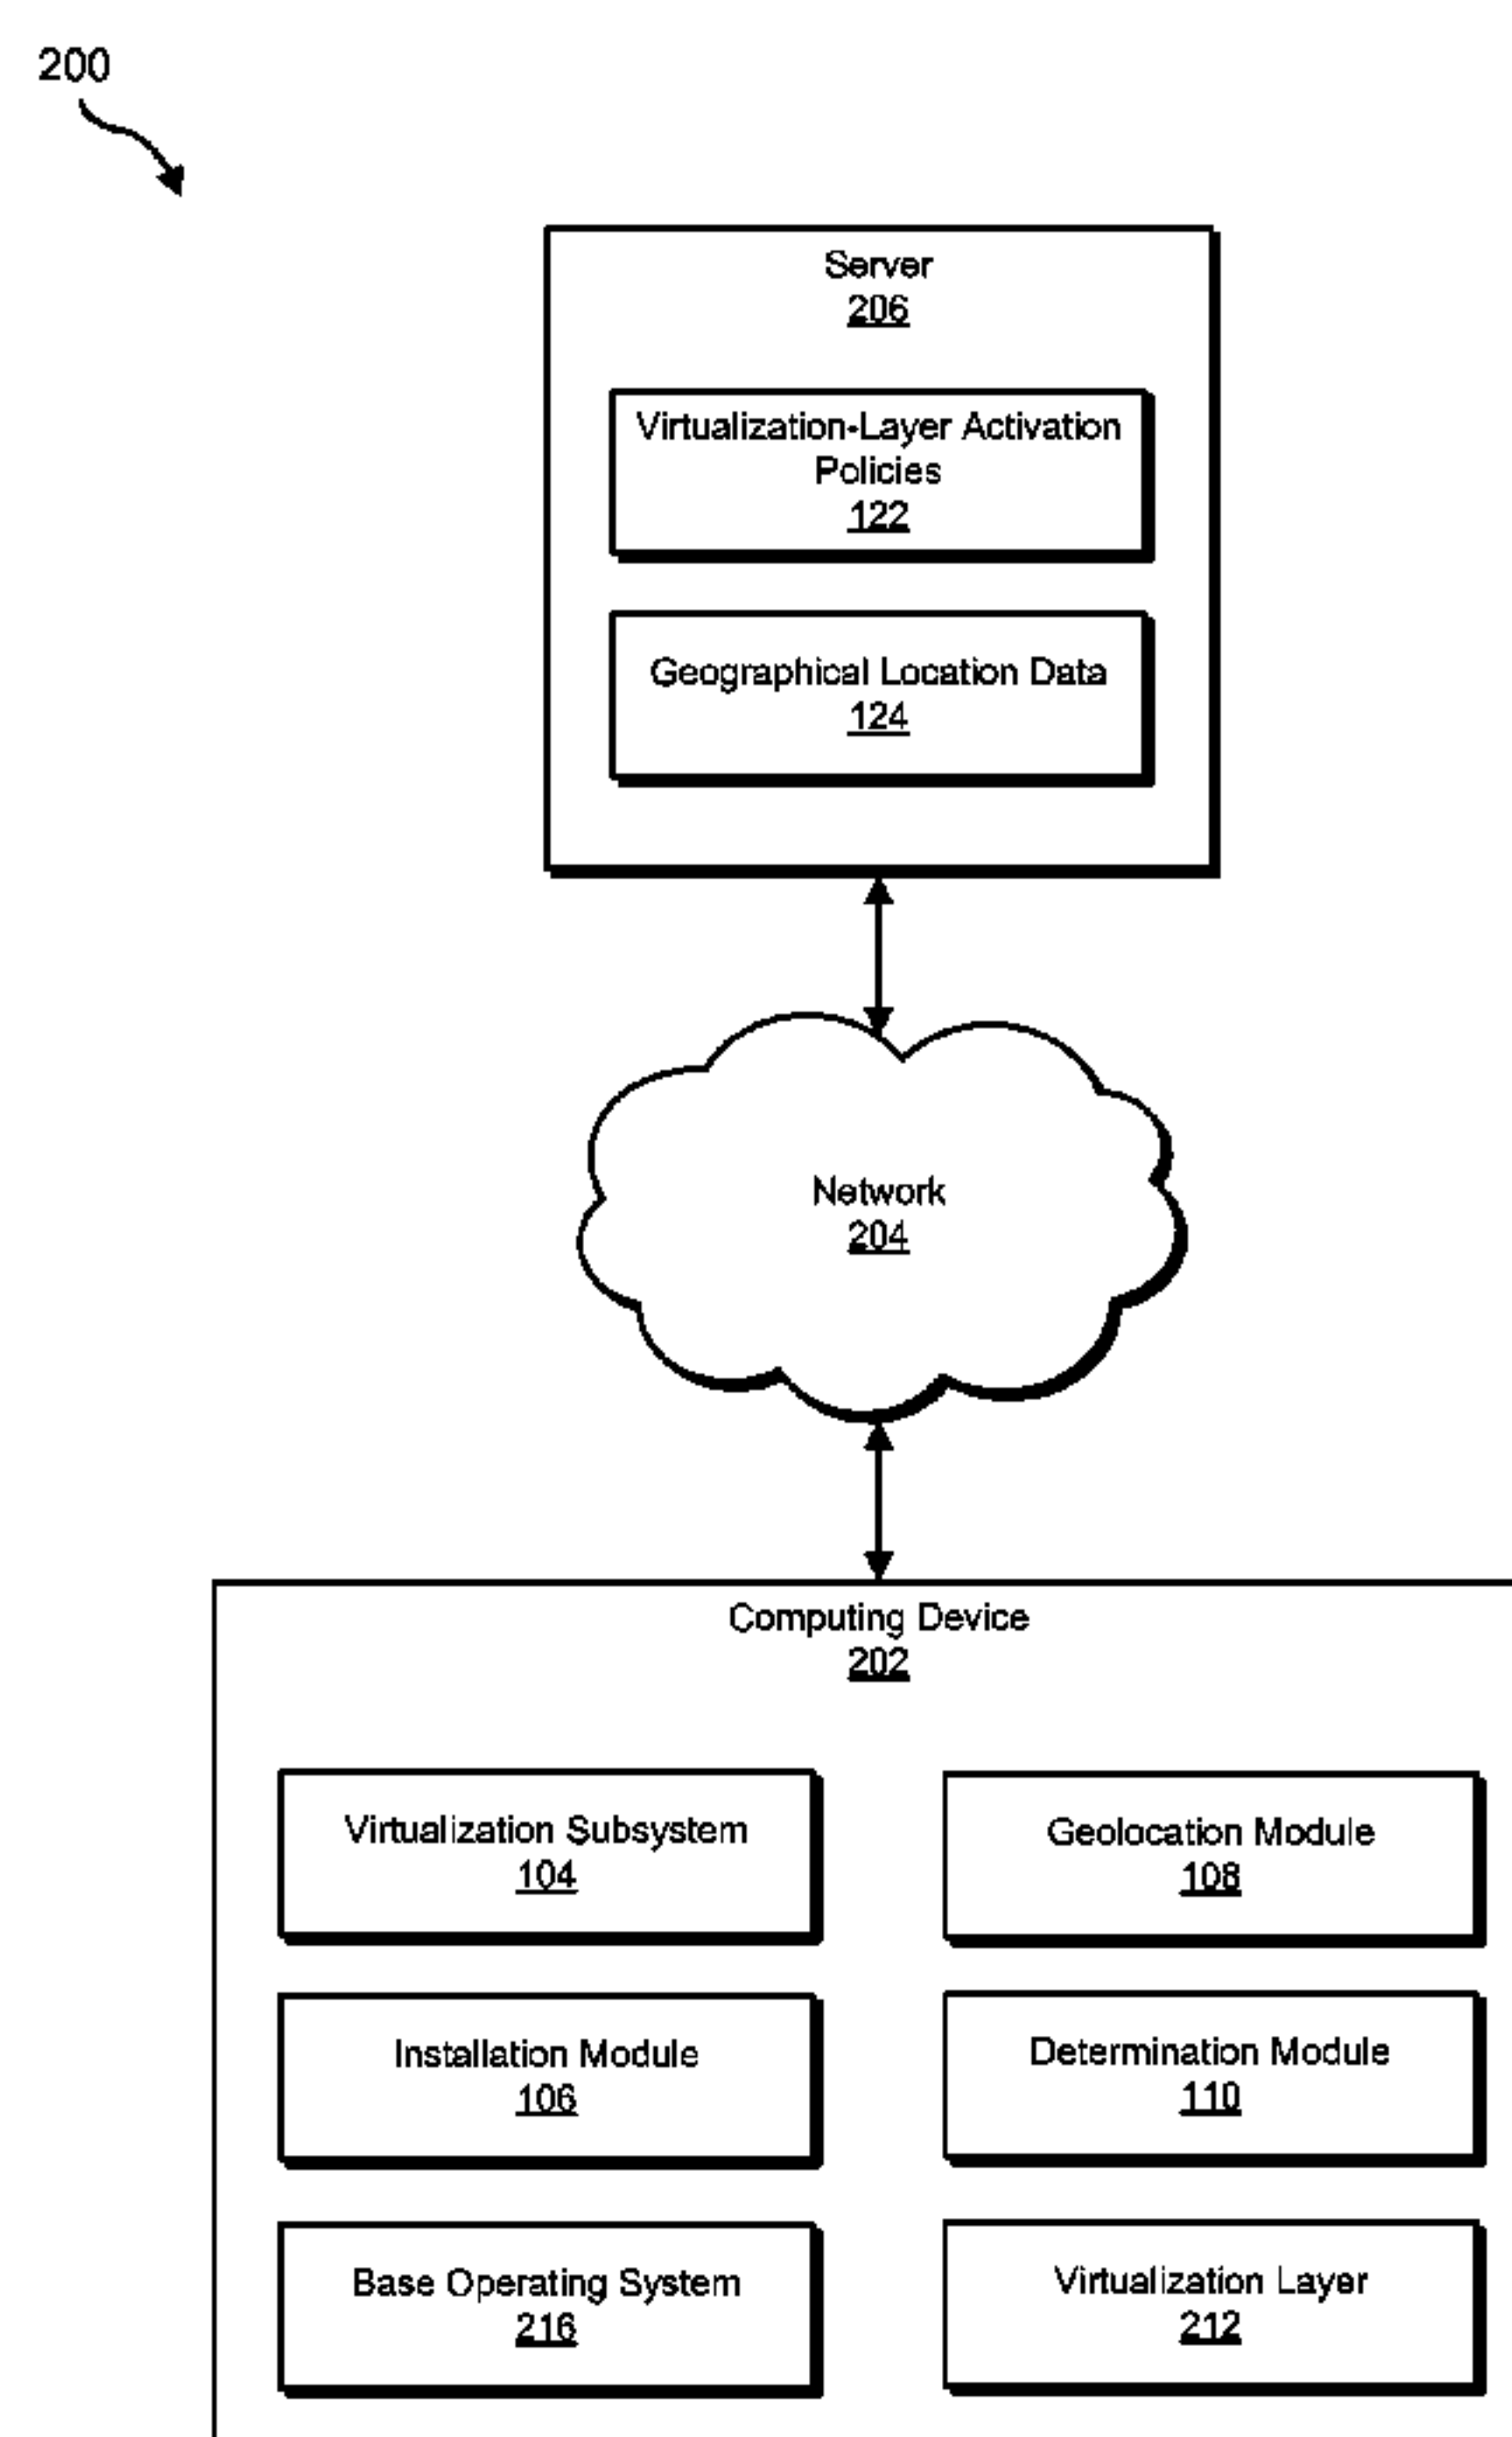 200
Server
206
Virtualization-Layer Activation
Policies
122
Geographical Location Data
124
Network
204
Computing Device
202
Virtualization Subsystem
104
Geolocation Module
108
Installation Module
106
Determination Module
110
Base Operating System
216
Virtualization Layer
212